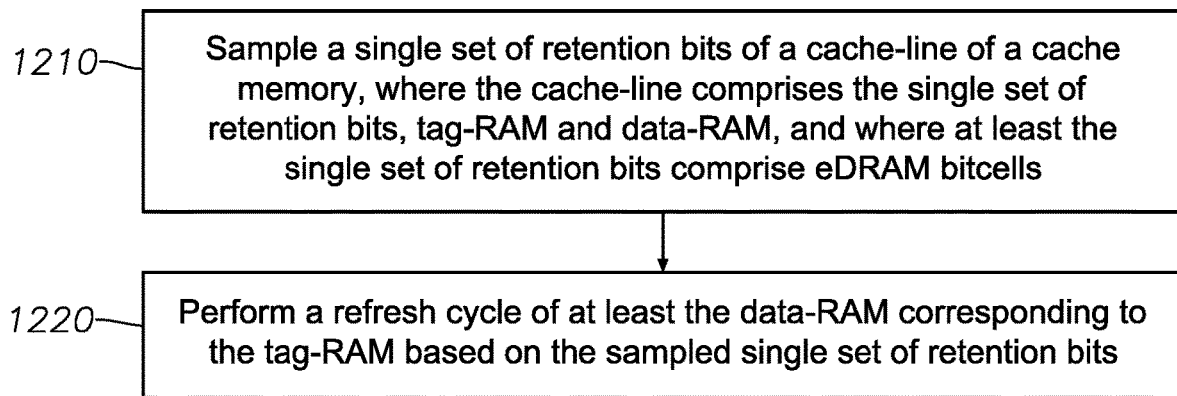 1210
Sample a single set of retention bits of a cache-line of a cache
memory, where the cache-line comprises the single set of
retention bits, tag-RAM and data-RAM, and where at least the
single set of retention bits comprise eDRAM bitcells
1220
Perform a refresh cycle of at least the data-RAM corresponding to
the tag-RAM based on the sampled single set of retention bits